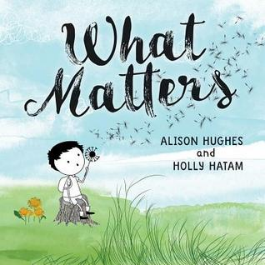 What
Matters
ALISON HUGHES
and
HOLLY HATAM